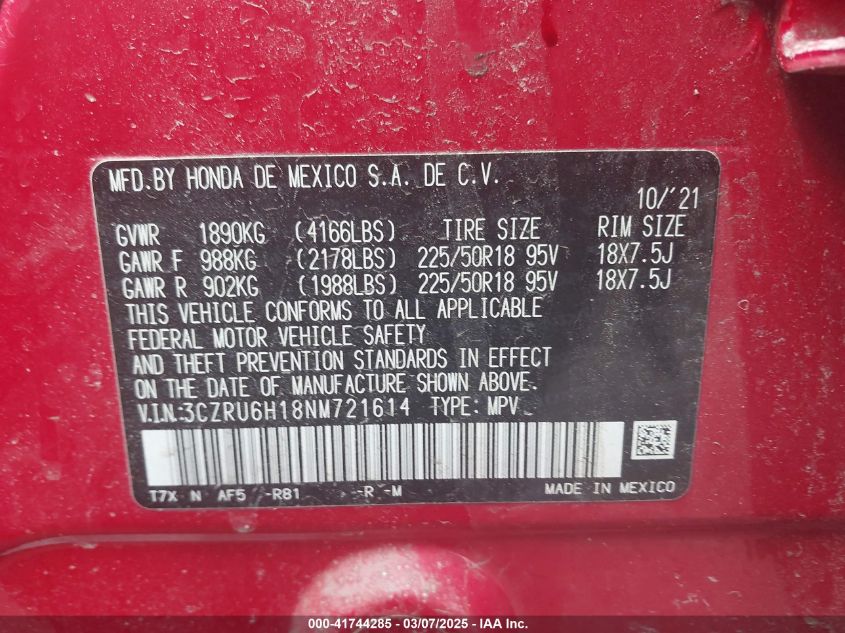 MFD.BY HONDA DE MEXICO S.A. DE C.V.
10/'21
GVWR 1890KG (4166LBS) TIRE SIZE RIM SIZE
GAWR F 988KG (2178LBS) 225/50R18 95V 18X7.5J
GAWR R 902KG (1988LBS) 225/50R18 95V 18X7.5J
THIS VEHICLE CONFORMS TO ALL APPLICABLE
FEDERAL MOTOR VEHICLE SAFETY
AND THEFT PREVENTION STANDARDS IN EFFECT
ON THE DATE OF MANUFACTURE SHOWN ABOVE.
V.I.N.:3CZRU6H18NM721614 TYPE: MPV
T7X N AF5 -R81 -R -M MADE IN MEXICO
000-41744285 - 03/07/2025 - IAA Inc.